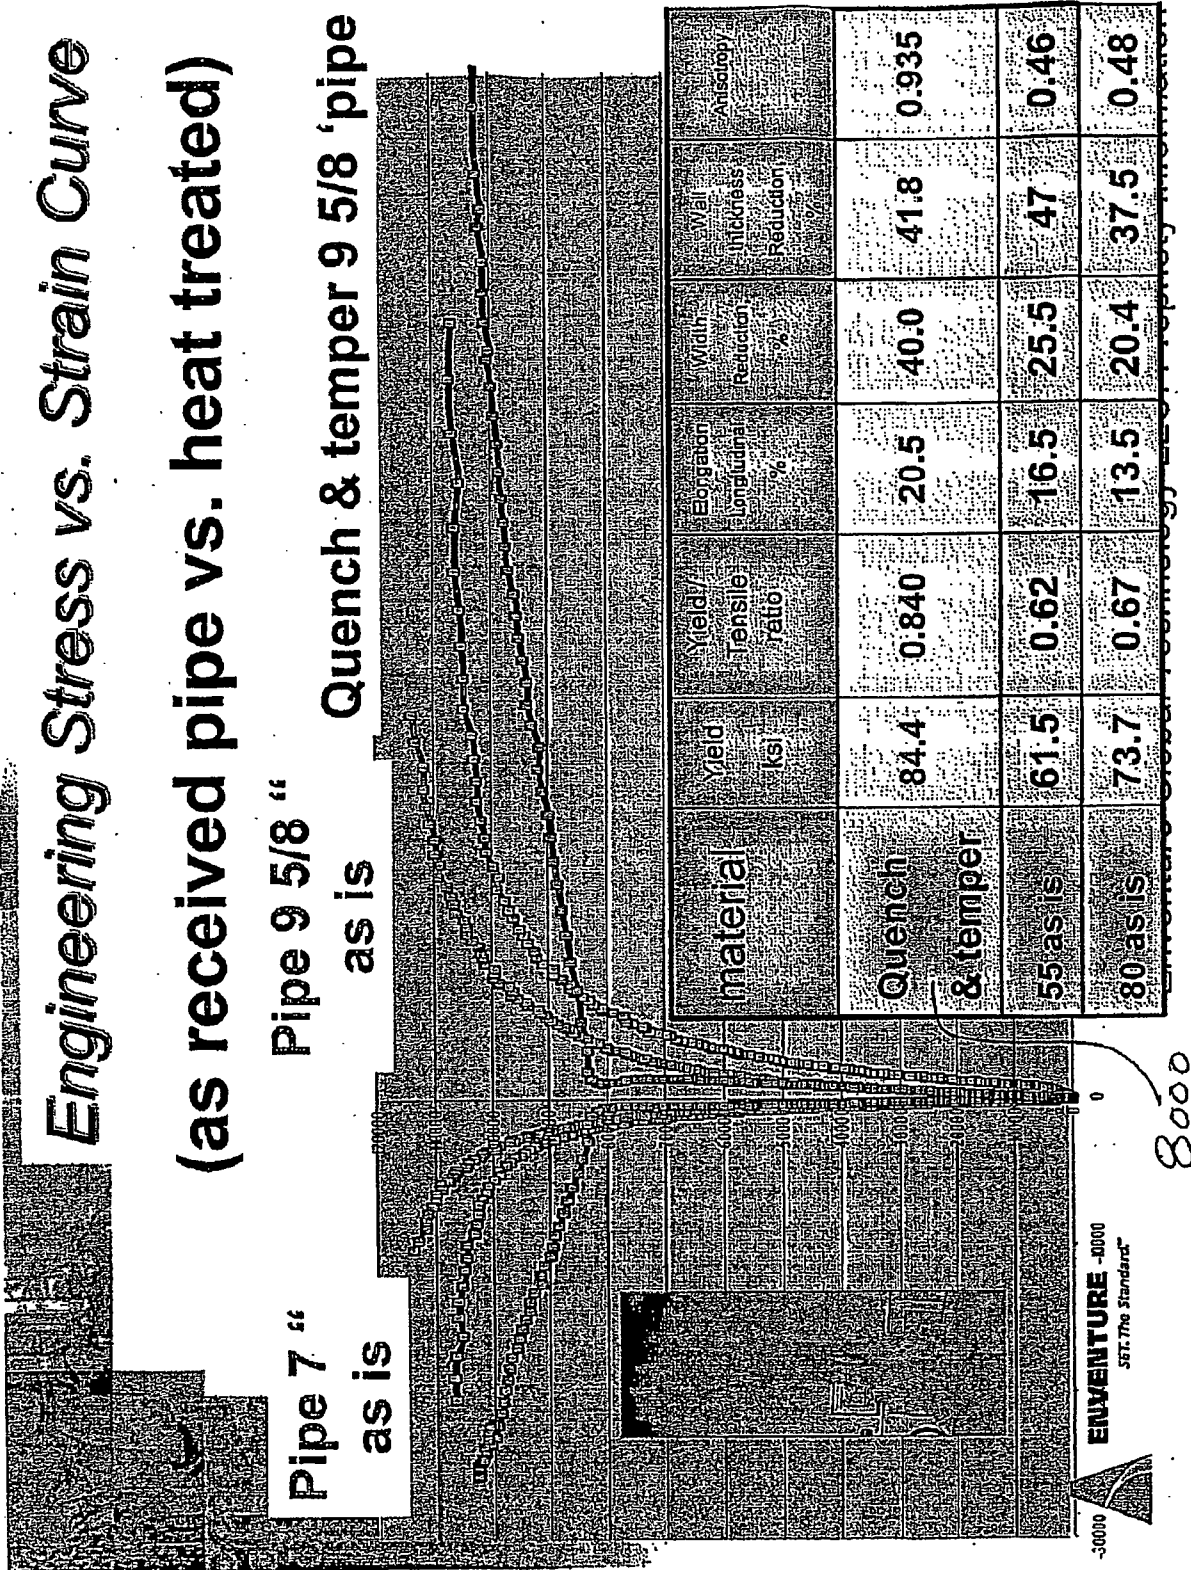 Engineering Stress vs. Strain Curve
(as received pipe vs. heat treated)
Pipe 7 “
as is
Pipe 9 5/8 “
as is
Quench & temper 9 5/8 ‘pipe
material
Yield
ksi
Yield/
Tensile
ratio
Elongation
Longitudinal
%
Width
Reduction
%
Wall
thickness
Reduction
%
Anisotropy
Quench
& temper
84.4
0.840
20.5
40.0
41.8
0.935
55 as is
61.5
0.62
16.5
25.5
47
0.46
80 as is
73.7
0.67
13.5
20.4
37.5
0.48
-30000
-10000
0
ENVENTURE
SET. The Standard.™
8000